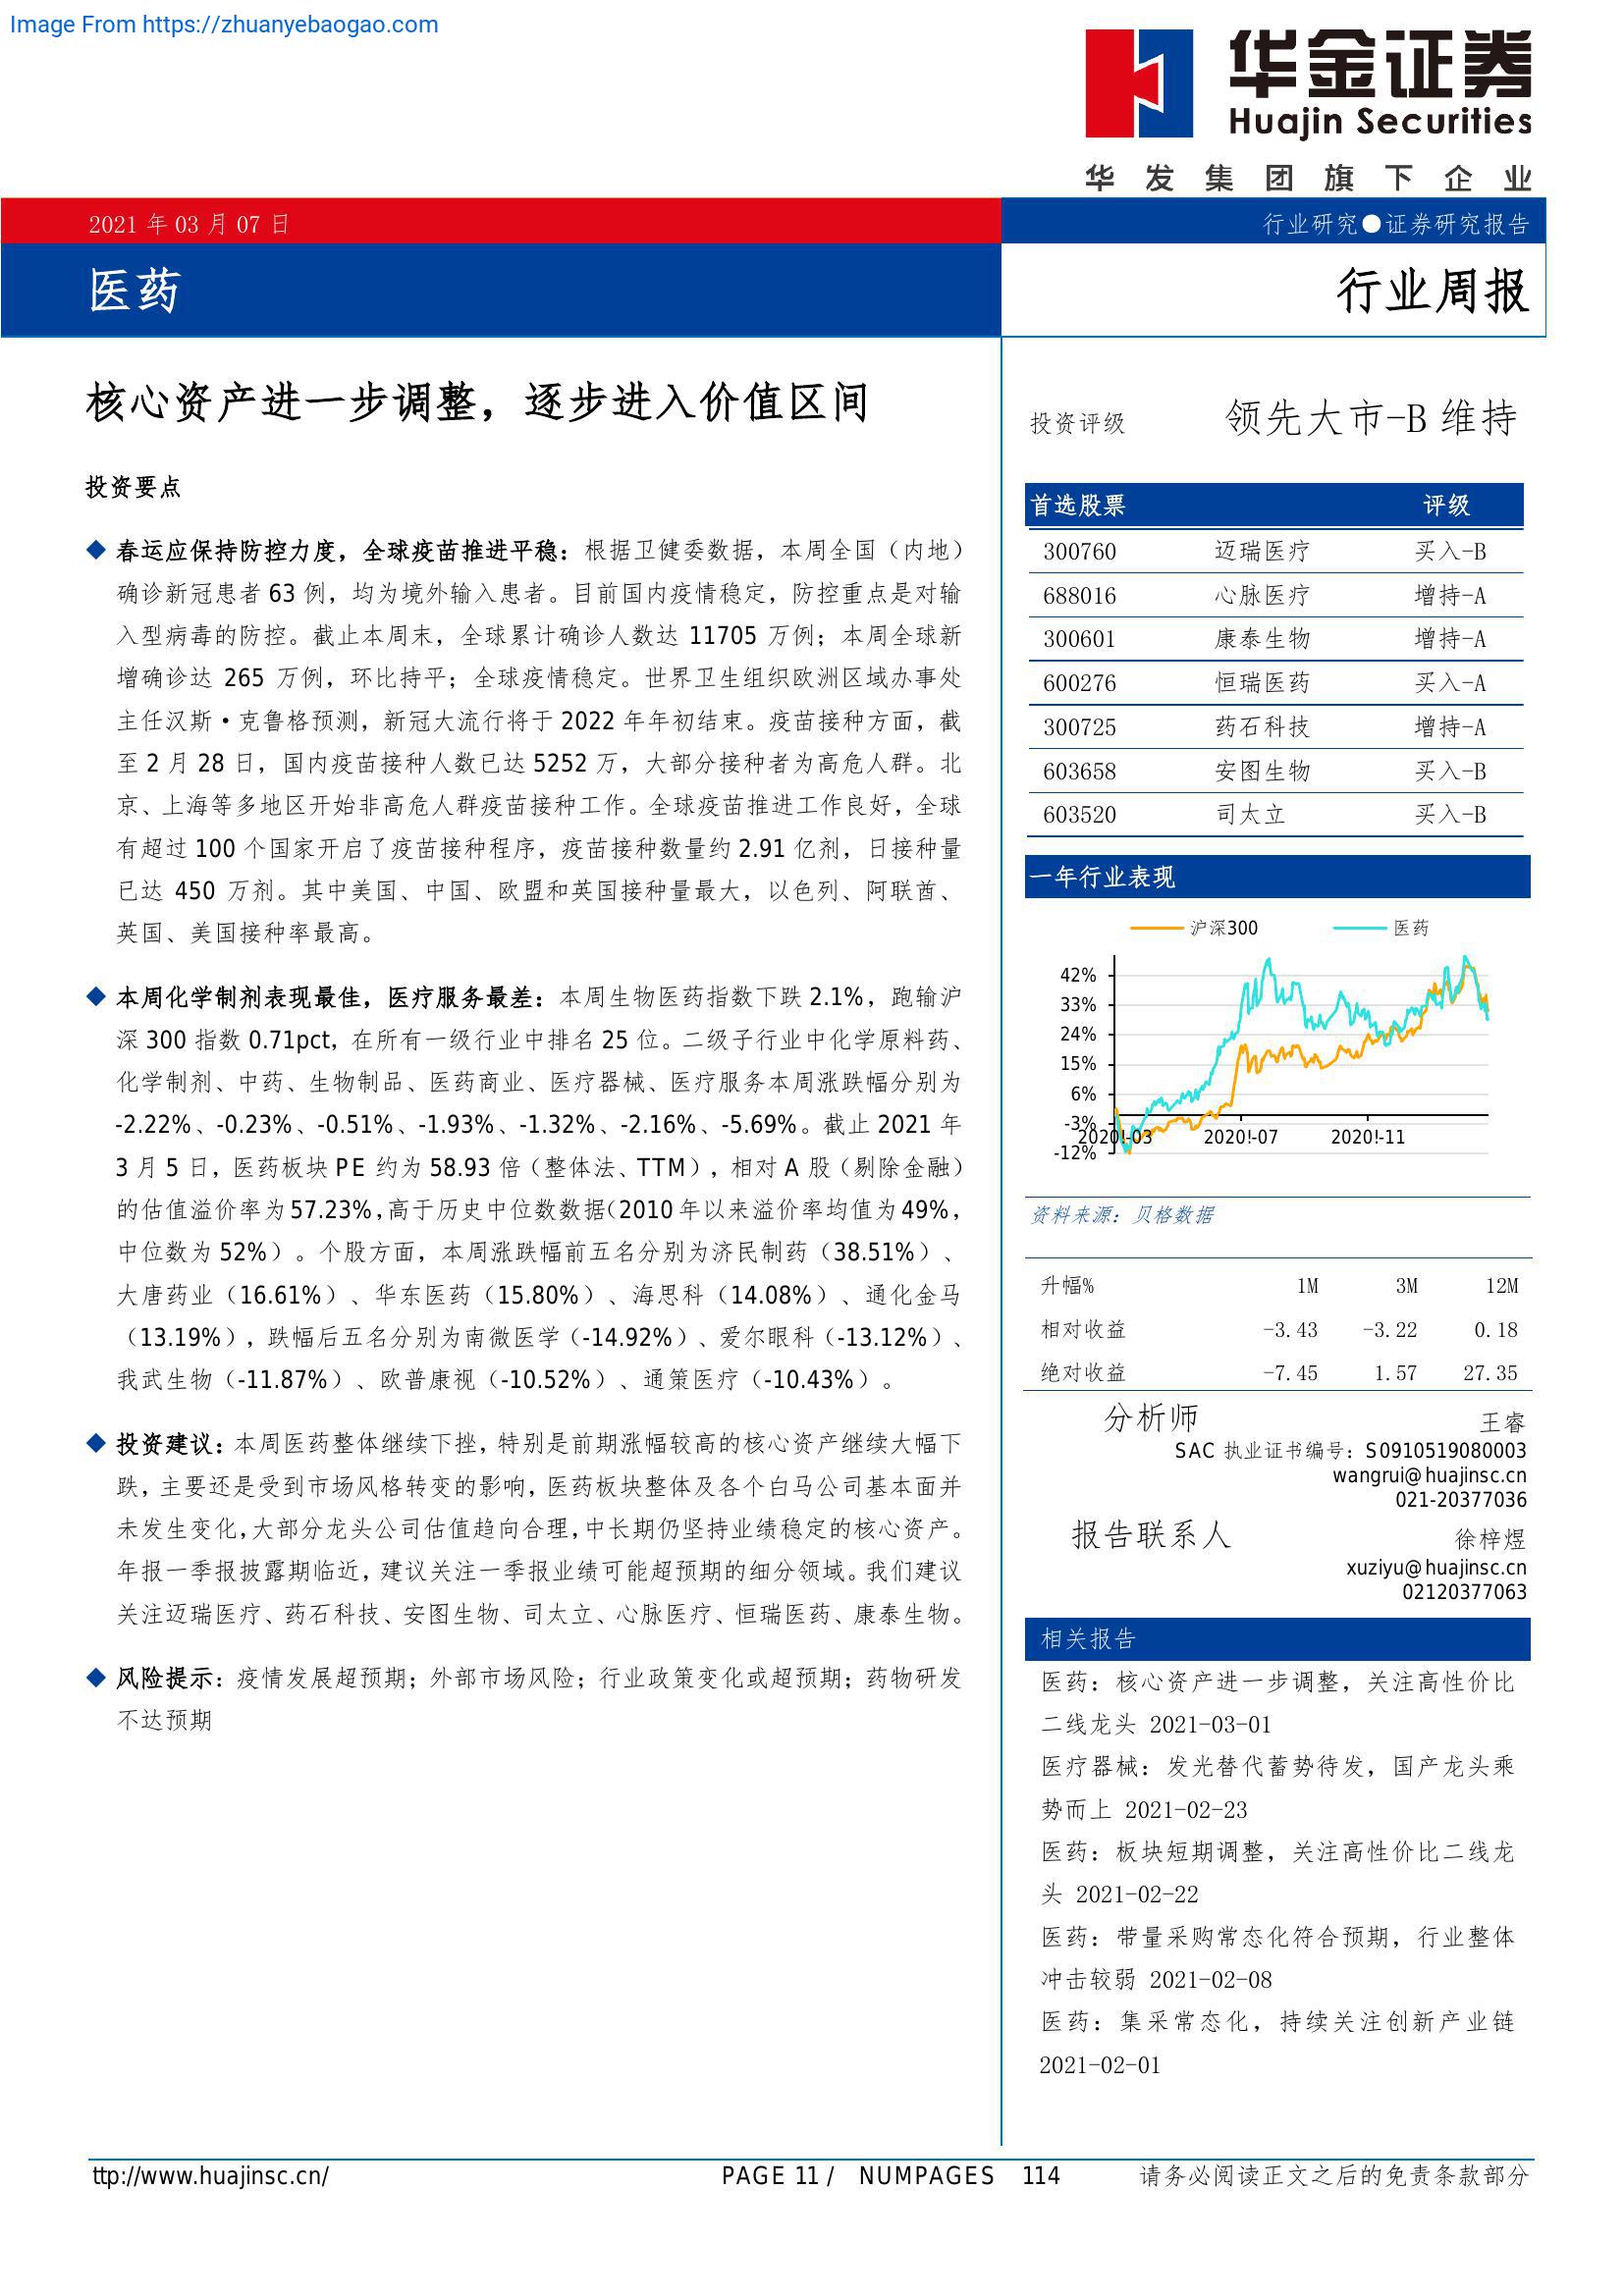 Image From https://zhuanyebaogao.com
华金证券
Huajin Securities
华发集团旗下企业
2021 年 03 月 07 日
行业研究●证券研究报告
医药
行业周报
核心资产进一步调整，逐步进入价值区间
投资要点
◆ 春运应保持防控力度，全球疫苗推进平稳：根据卫健委数据，本周全国（内地）
确诊新冠患者 63 例，均为境外输入患者。目前国内疫情稳定，防控重点是对输
入型病毒的防控。截止本周末，全球累计确诊人数达 11705 万例；本周全球新
增确诊达 265 万例，环比持平；全球疫情稳定。世界卫生组织欧洲区域办事处
主任汉斯·克鲁格预测，新冠大流行将于 2022 年年初结束。疫苗接种方面，截
至 2 月 28 日，国内疫苗接种人数已达 5252 万，大部分接种者为高危人群。北
京、上海等多地区开始非高危人群疫苗接种工作。全球疫苗推进工作良好，全球
有超过 100 个国家开启了疫苗接种程序，疫苗接种数量约 2.91 亿剂，日接种量
已达 450 万剂。其中美国、中国、欧盟和英国接种量最大，以色列、阿联酋、
英国、美国接种率最高。
◆ 本周化学制剂表现最佳，医疗服务最差：本周生物医药指数下跌 2.1%，跑输沪
深 300 指数 0.71pct，在所有一级行业中排名 25 位。二级子行业中化学原料药、
化学制剂、中药、生物制品、医药商业、医疗器械、医疗服务本周涨跌幅分别为
-2.22%、-0.23%、-0.51%、-1.93%、-1.32%、-2.16%、-5.69%。截止 2021 年
3 月 5 日，医药板块 PE 约为 58.93 倍（整体法、TTM），相对 A 股（剔除金融）
的估值溢价率为 57.23%，高于历史中位数数据（2010 年以来溢价率均值为 49%，
中位数为 52%）。个股方面，本周涨跌幅前五名分别为济民制药（38.51%）、
大唐药业（16.61%）、华东医药（15.80%）、海思科（14.08%）、通化金马
（13.19%），跌幅后五名分别为南微医学（-14.92%）、爱尔眼科（-13.12%）、
我武生物（-11.87%）、欧普康视（-10.52%）、通策医疗（-10.43%）。
◆ 投资建议：本周医药整体继续下挫，特别是前期涨幅较高的核心资产继续大幅下
跌，主要还是受到市场风格转变的影响，医药板块整体及各个白马公司基本面并
未发生变化，大部分龙头公司估值趋向合理，中长期仍坚持业绩稳定的核心资产。
年报一季报披露期临近，建议关注一季报业绩可能超预期的细分领域。我们建议
关注迈瑞医疗、药石科技、安图生物、司太立、心脉医疗、恒瑞医药、康泰生物。
◆ 风险提示：疫情发展超预期；外部市场风险；行业政策变化或超预期；药物研发
不达预期
投资评级 领先大市-B 维持
首选股票 评级
300760 迈瑞医疗 买入-B
688016 心脉医疗 增持-A
300601 康泰生物 增持-A
600276 恒瑞医药 买入-A
300725 药石科技 增持-A
603658 安图生物 买入-B
603520 司太立 买入-B
一年行业表现
沪深300 医药
42%
33%
24%
15%
6%
-3%
-12%
2020!-03 2020!-07 2020!-11
资料来源：贝格数据
升幅% 1M 3M 12M
相对收益 -3.43 -3.22 0.18
绝对收益 -7.45 1.57 27.35
分析师 王睿
SAC 执业证书编号：S0910519080003
wangrui@huajinsc.cn
021-20377036
报告联系人 徐梓煜
xuziyu@huajinsc.cn
02120377063
相关报告
医药：核心资产进一步调整，关注高性价比
二线龙头 2021-03-01
医疗器械：发光替代蓄势待发，国产龙头乘
势而上 2021-02-23
医药：板块短期调整，关注高性价比二线龙
头 2021-02-22
医药：带量采购常态化符合预期，行业整体
冲击较弱 2021-02-08
医药：集采常态化，持续关注创新产业链
2021-02-01
ttp://www.huajinsc.cn/ PAGE 11 / NUMPAGES 114 请务必阅读正文之后的免责条款部分